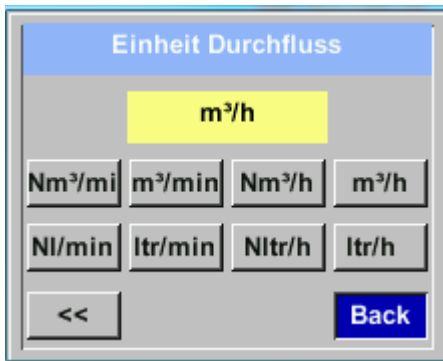 Einheit Durchfluss
m³/h
Nm³/mi m³/min Nm³/h m³/h
Nl/min ltr/min Nltr/h ltr/h
<< Back